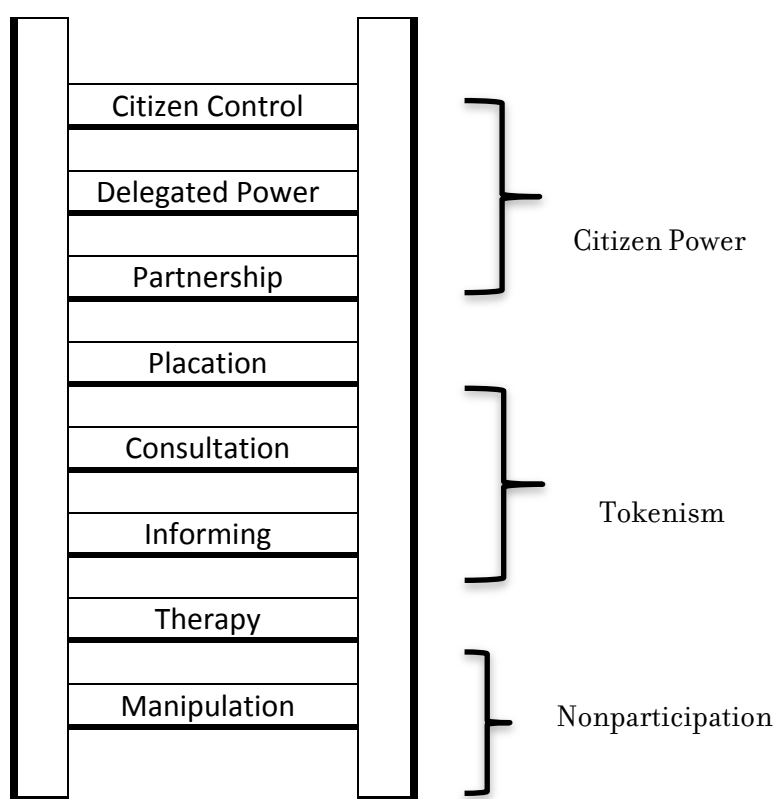 Citizen Control
Delegated Power
Partnership
Citizen Power
Placation
Consultation
Informing
Tokenism
Therapy
Manipulation
Nonparticipation